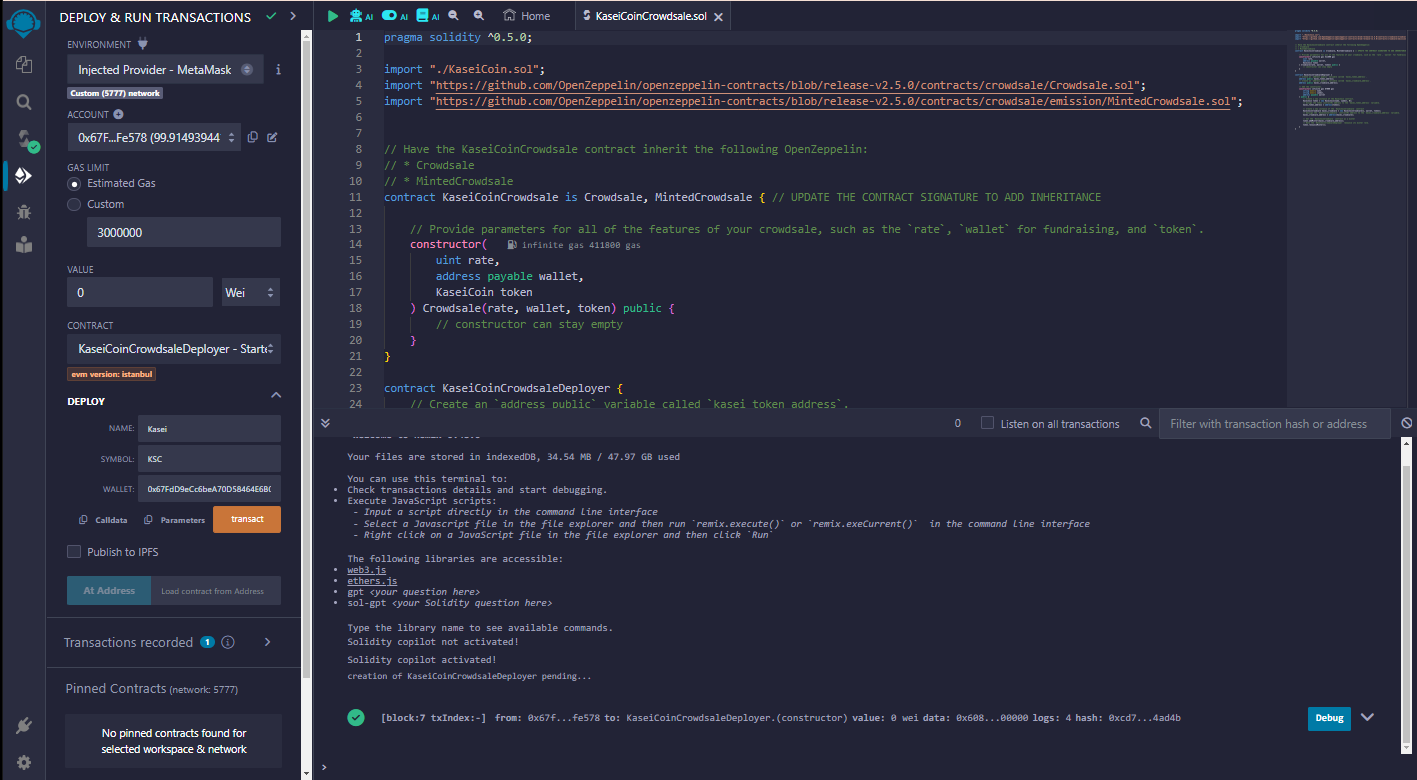 DEPLOY & RUN TRANSACTIONS
ENVIRONMENT
Injected Provider - MetaMask
Custom (5777) network
ACCOUNT
0x67F...Fe578 (99.91493944
GAS LIMIT
Estimated Gas
Custom
3000000
VALUE
0
Wei
CONTRACT
KaseiCoinCrowdsaleDeployer - Starte
evm version: istanbul
DEPLOY
NAME: Kasei
SYMBOL: KSC
WALLET: 0x67FdD9eCc6beA70D58464E6B(
Calldata Parameters transact
Publish to IPFS
At Address Load contract from Address
Transactions recorded 1
Pinned Contracts (network: 5777)
No pinned contracts found for
selected workspace & network
AI AI AI Home KaseiCoinCrowdsale.sol
1 pragma solidity ^0.5.0;
2
3 import "./KaseiCoin.sol";
4 import "https://github.com/OpenZeppelin/openzeppelin-contracts/blob/release-v2.5.0/contracts/crowdsale/Crowdsale.sol";
5 import "https://github.com/OpenZeppelin/openzeppelin-contracts/blob/release-v2.5.0/contracts/crowdsale/emission/MintedCrowdsale.sol";
6
7
8 // Have the KaseiCoinCrowdsale contract inherit the following OpenZeppelin:
9 // * Crowdsale
10 // * MintedCrowdsale
11 contract KaseiCoinCrowdsale is Crowdsale, MintedCrowdsale { // UPDATE THE CONTRACT SIGNATURE TO ADD INHERITANCE
12
13 // Provide parameters for all of the features of your crowdsale, such as the `rate`, `wallet` for fundraising, and `token`.
14 constructor( infinite gas 411800 gas
15 uint rate,
16 address payable wallet,
17 KaseiCoin token
18 ) Crowdsale(rate, wallet, token) public {
19 // constructor can stay empty
20 }
21 }
22
23 contract KaseiCoinCrowdsaleDeployer {
24 // Create an `address public` variable called `kasei_token_address`.
0 Listen on all transactions Filter with transaction hash or address
Your files are stored in indexedDB, 34.54 MB / 47.97 GB used
You can use this terminal to:
• Check transactions details and start debugging.
• Execute JavaScript scripts:
- Input a script directly in the command line interface
- Select a Javascript file in the file explorer and then run `remix.execute()` or `remix.exeCurrent()` in the command line interface
- Right click on a JavaScript file in the file explorer and then click `Run`
The following libraries are accessible:
• web3.js
• ethers.js
• gpt <your question here>
• sol-gpt <your Solidity question here>
Type the library name to see available commands.
Solidity copilot not activated!
Solidity copilot activated!
creation of KaseiCoinCrowdsaleDeployer pending...
[block:7 txIndex:-] from: 0x67f...fe578 to: KaseiCoinCrowdsaleDeployer.(constructor) value: 0 wei data: 0x608...00000 logs: 4 hash: 0xcd7...4ad4b
Debug
>